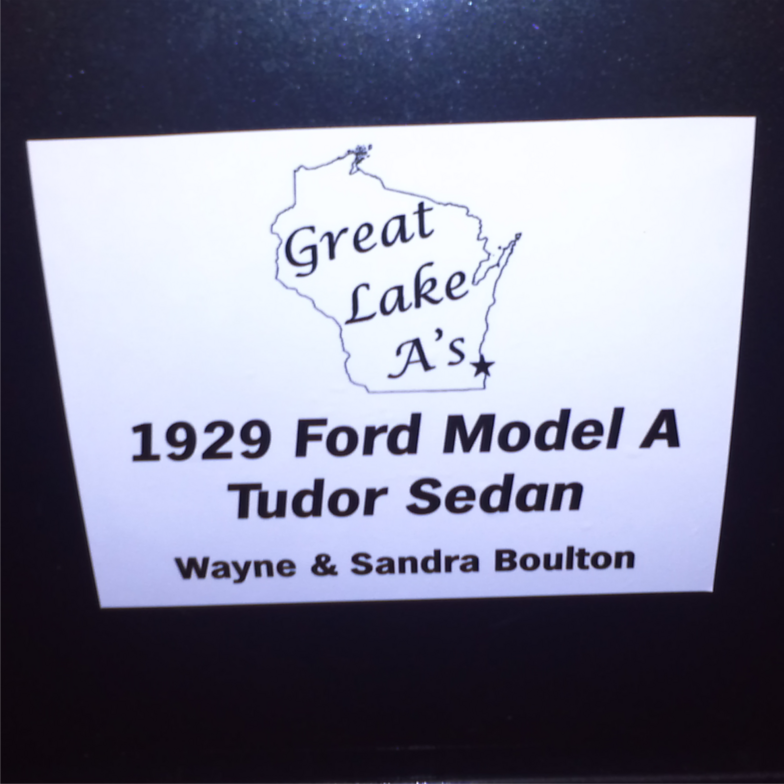 Great
Lake
A's
1929 Ford Model A
Tudor Sedan
Wayne & Sandra Boulton